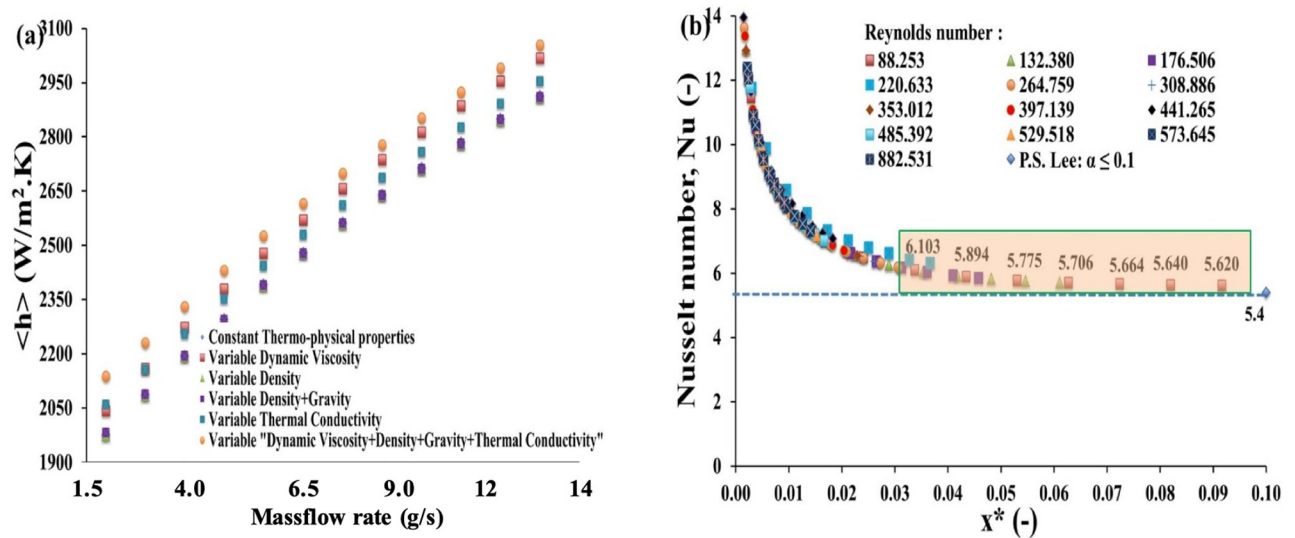 (a)
3100
2950
2800
2650
2500
2350
2200
2050
1900
<h> (W/m².K)
Constant Thermo-physical properties
Variable Dynamic Viscosity
Variable Density
Variable Density+Gravity
Variable Thermal Conductivity
Variable "Dynamic Viscosity+Density+Gravity+Thermal Conductivity"
1.5 4.0 6.5 9.0 12 14
Massflow rate (g/s)
(b)
14
12
10
8
6
4
2
0
Nusselt number, Nu (-)
Reynolds number :
88.253 132.380 176.506
220.633 264.759 308.886
353.012 397.139 441.265
485.392 529.518 573.645
882.531 P.S. Lee: α ≤ 0.1
6.103 5.894 5.775 5.706 5.664 5.640 5.620
5.4
0.00 0.01 0.02 0.03 0.04 0.05 0.06 0.07 0.08 0.09 0.10
x* (-)